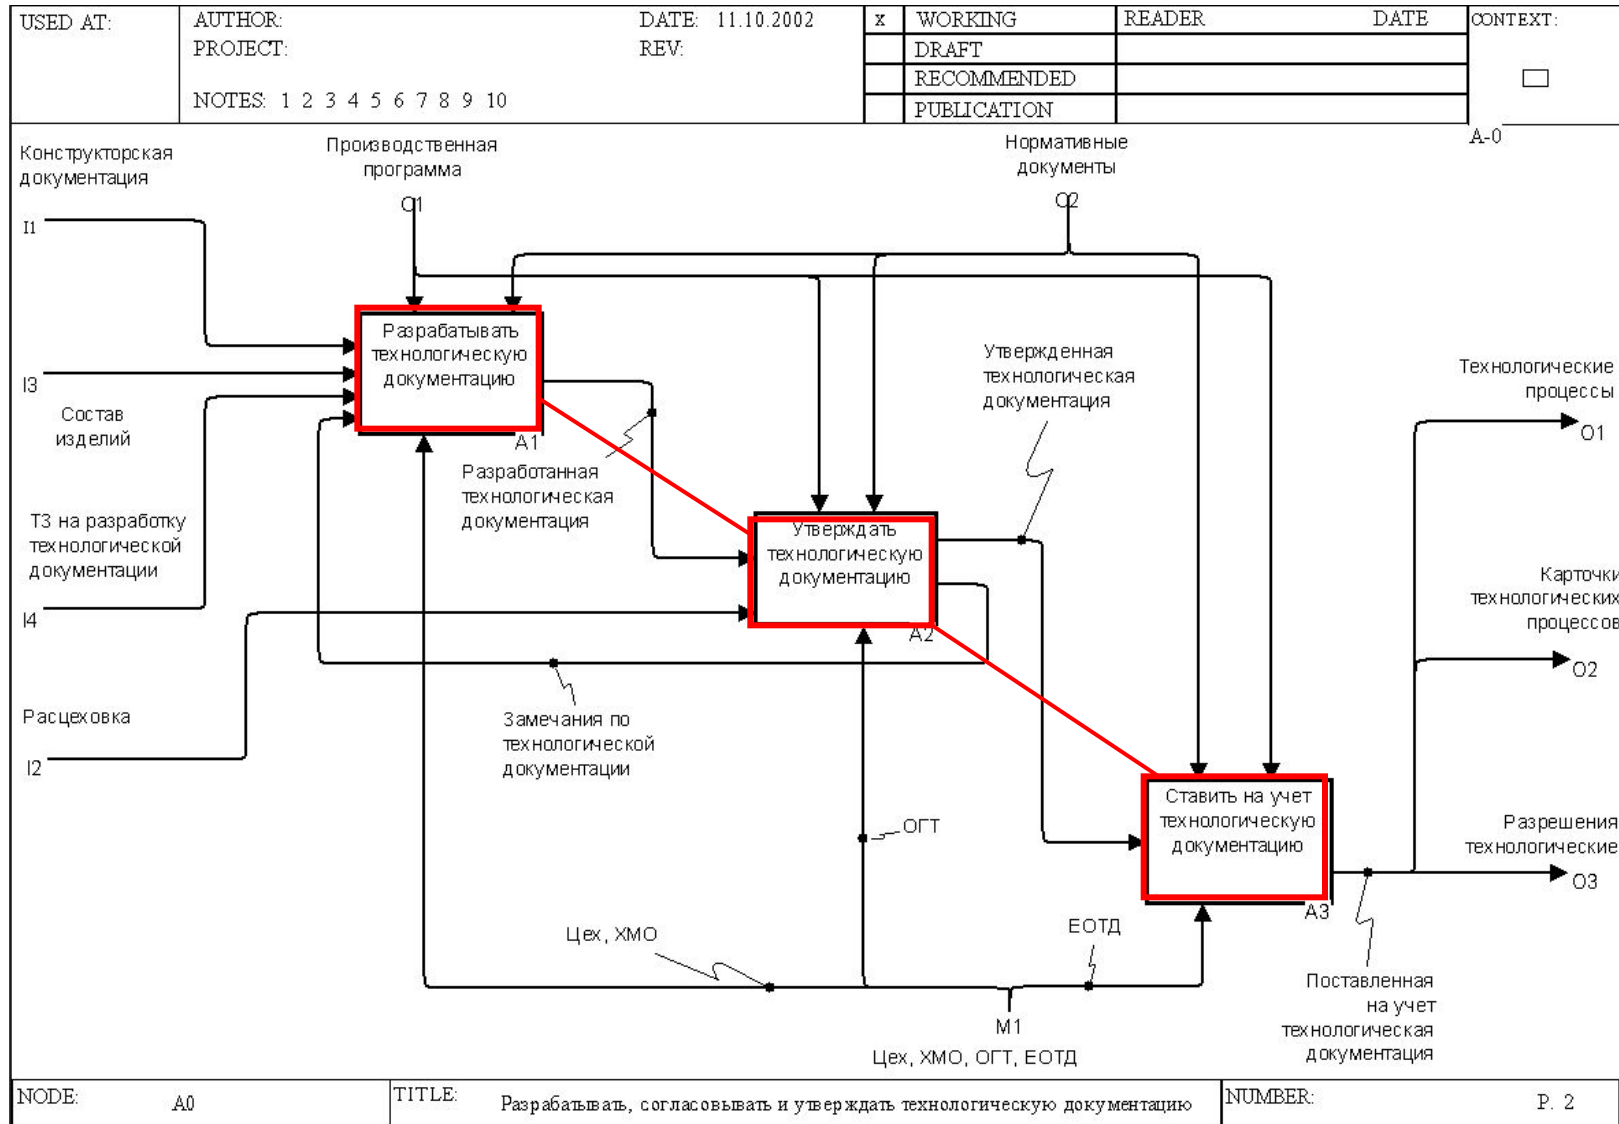 USED AT:
AUTHOR:
DATE: 11.10.2002
PROJECT:
REV:
NOTES: 1 2 3 4 5 6 7 8 9 10
X WORKING
DRAFT
RECOMMENDED
PUBLICATION
READER DATE
CONTEXT:
A-0
Конструкторская
документация
I1
Производственная
программа
C1
Нормативные
документы
C2
Разрабатывать
технологическую
документацию
A1
I3
Состав
изделий
ТЗ на разработку
технологической
документации
I4
Разработанная
технологическая
документация
Утвержденная
технологическая
документация
Технологические
процессы
O1
Утверждать
технологическую
документацию
A2
Карточки
технологических
процессов
O2
Расцеховка
I2
Замечания по
технологической
документации
Ставить на учет
технологическую
документацию
A3
ОГТ
Разрешения
технологические
O3
Цех, ХМО
ЕОТД
M1
Цех, ХМО, ОГТ, ЕОТД
Поставленная
на учет
технологическая
документация
NODE: A0
TITLE: Разрабатывать, согласовывать и утверждать технологическую документацию
NUMBER: P. 2